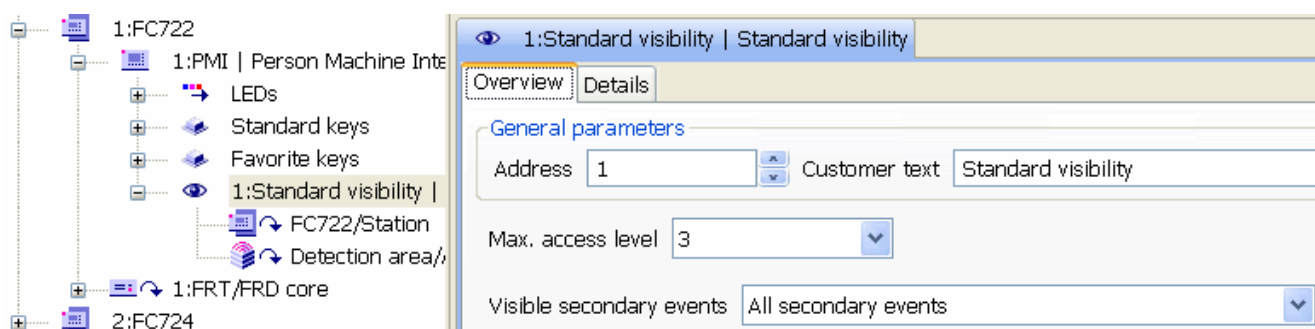 1:FC722
1:PMI | Person Machine Inte
LEDs
Standard keys
Favorite keys
1:Standard visibility |
FC722/Station
Detection area/
1:FRT/FRD core
2:FC724
1:Standard visibility | Standard visibility
Overview Details
General parameters
Address 1 Customer text Standard visibility
Max. access level 3
Visible secondary events All secondary events